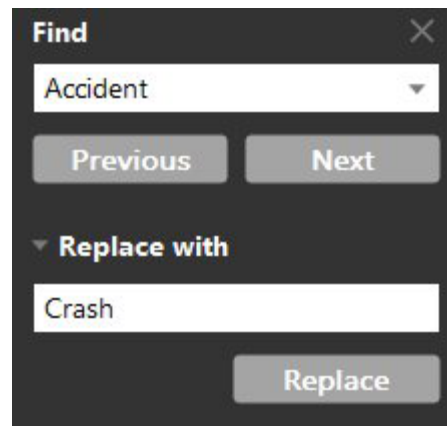 Find
Accident
Previous Next
Replace with
Crash
Replace